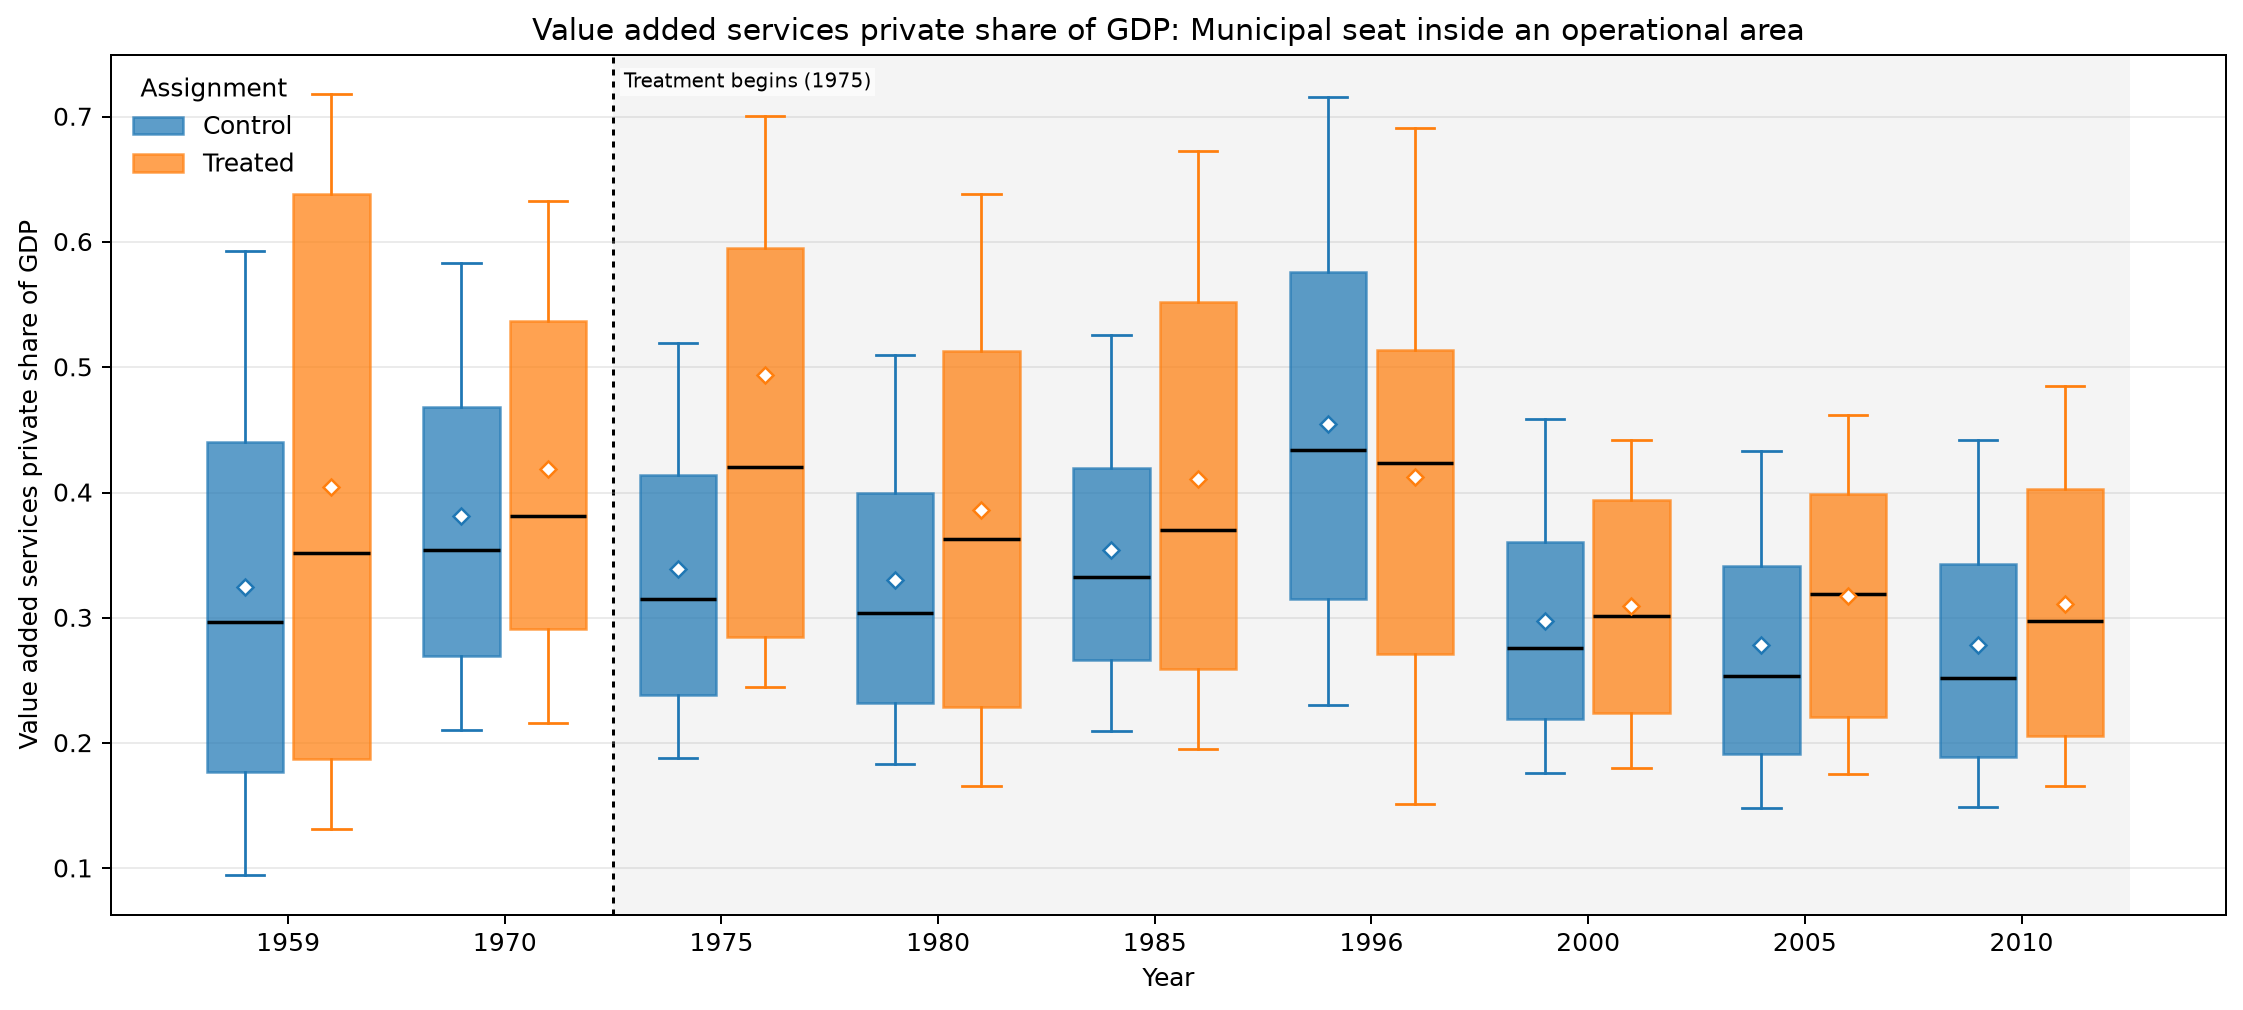 Value added services private share of GDP: Municipal seat inside an operational area
Assignment
Control
Treated
Treatment begins (1975)
Value added services private share of GDP
0.7
0.6
0.5
0.4
0.3
0.2
0.1
1959 1970 1975 1980 1985 1996 2000 2005 2010
Year